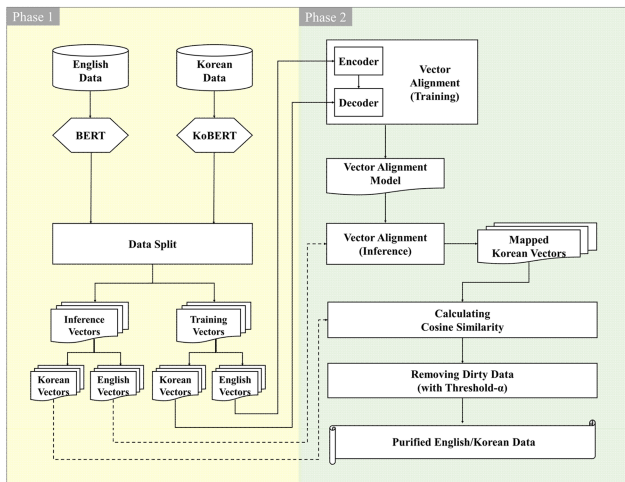 Phase 1
English
Data
Korean
Data
BERT
KoBERT
Data Split
Inference
Vectors
Training
Vectors
Korean
Vectors
English
Vectors
Korean
Vectors
English
Vectors
Phase 2
Encoder
Decoder
Vector
Alignment
(Training)
Vector Alignment
Model
Vector Alignment
(Inference)
Mapped
Korean Vectors
Calculating
Cosine Similarity
Removing Dirty Data
(with Threshold-α)
Purified English/Korean Data